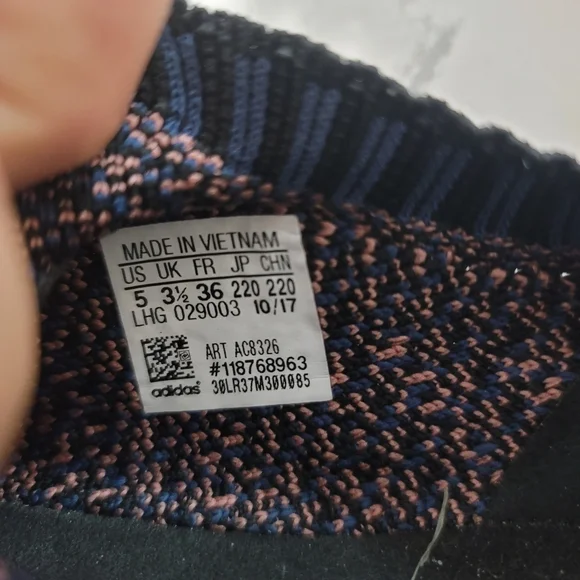 MADE IN VIETNAM
US UK FR JP CHN
5 3½ 36 220 220
LHG 029003 10/17
ART AC8326
#118768963
adidas 30LR37M300085